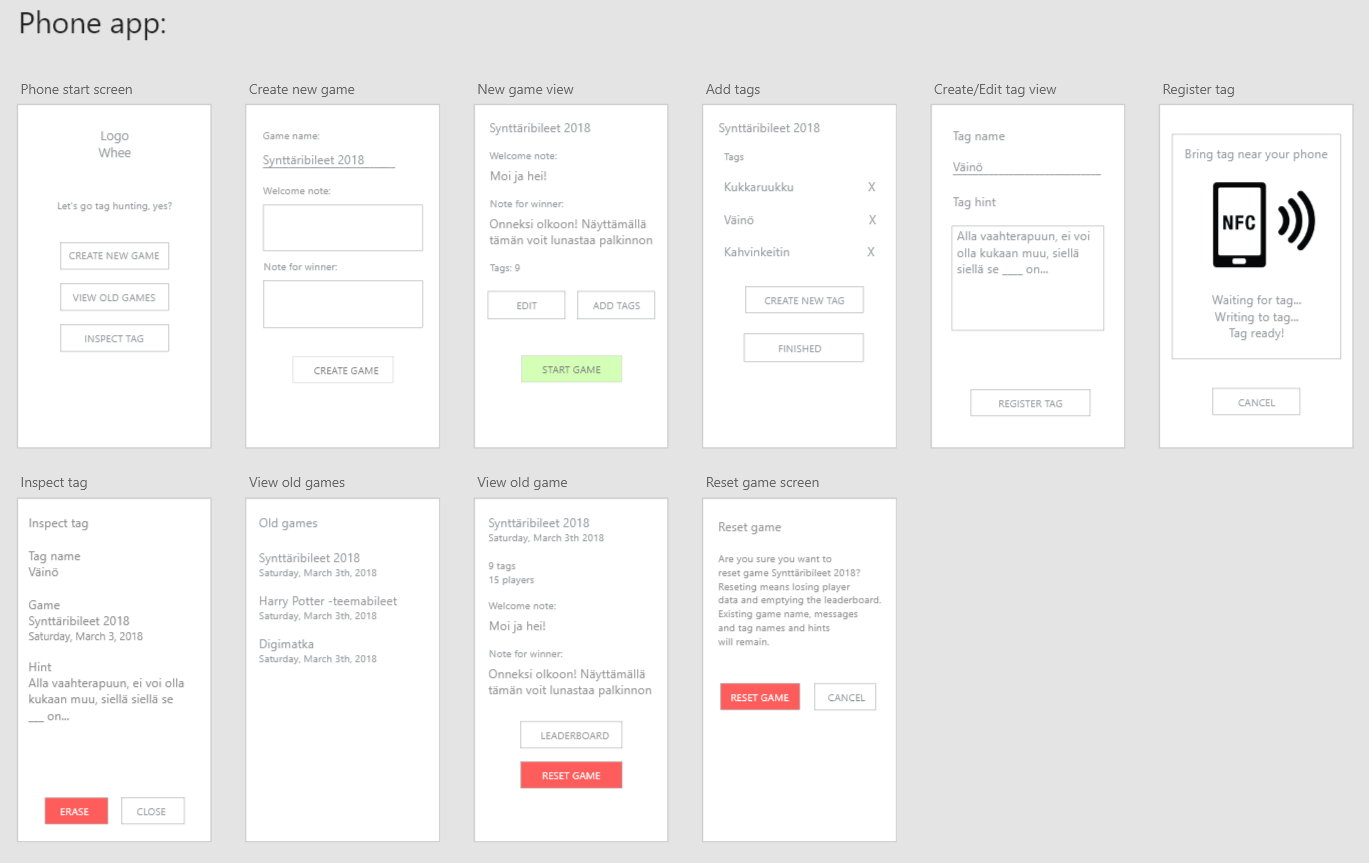 Phone app:
Phone start screen
Logo
Whee
Let's go tag hunting, yes?
CREATE NEW GAME
VIEW OLD GAMES
INSPECT TAG
Create new game
Game name:
Synttäribileet 2018
Welcome note:
Note for winner:
CREATE GAME
New game view
Synttäribileet 2018
Welcome note:
Moi ja hei!
Note for winner:
Onneksi olkoon! Näyttämällä
tämän voit lunastaa palkinnon
Tags: 9
EDIT
ADD TAGS
START GAME
Add tags
Synttäribileet 2018
Tags
Kukkaruukku X
Väinö X
Kahvinkeitin X
CREATE NEW TAG
FINISHED
Create/Edit tag view
Tag name
Väinö
Tag hint
Alla vaahterapuun, ei voi
olla kukaan muu, siellä
siellä se ___ on...
REGISTER TAG
Register tag
Bring tag near your phone
NFC
Waiting for tag...
Writing to tag...
Tag ready!
CANCEL
Inspect tag
Inspect tag
Tag name
Väinö
Game
Synttäribileet 2018
Saturday, March 3, 2018
Hint
Alla vaahterapuun, ei voi olla
kukaan muu, siellä siellä se
___ on...
ERASE
CLOSE
View old games
Old games
Synttäribileet 2018
Saturday, March 3th, 2018
Harry Potter -teemabileet
Saturday, March 3th, 2018
Digimatka
Saturday, March 3th, 2018
View old game
Synttäribileet 2018
Saturday, March 3th 2018
9 tags
15 players
Welcome note:
Moi ja hei!
Note for winner:
Onneksi olkoon! Näyttämällä
tämän voit lunastaa palkinnon
LEADERBOARD
RESET GAME
Reset game screen
Reset game
Are you sure you want to
reset game Synttäribileet 2018?
Reseting means losing player
data and emptying the leaderboard.
Existing game name, messages
and tag names and hints
will remain.
RESET GAME
CANCEL